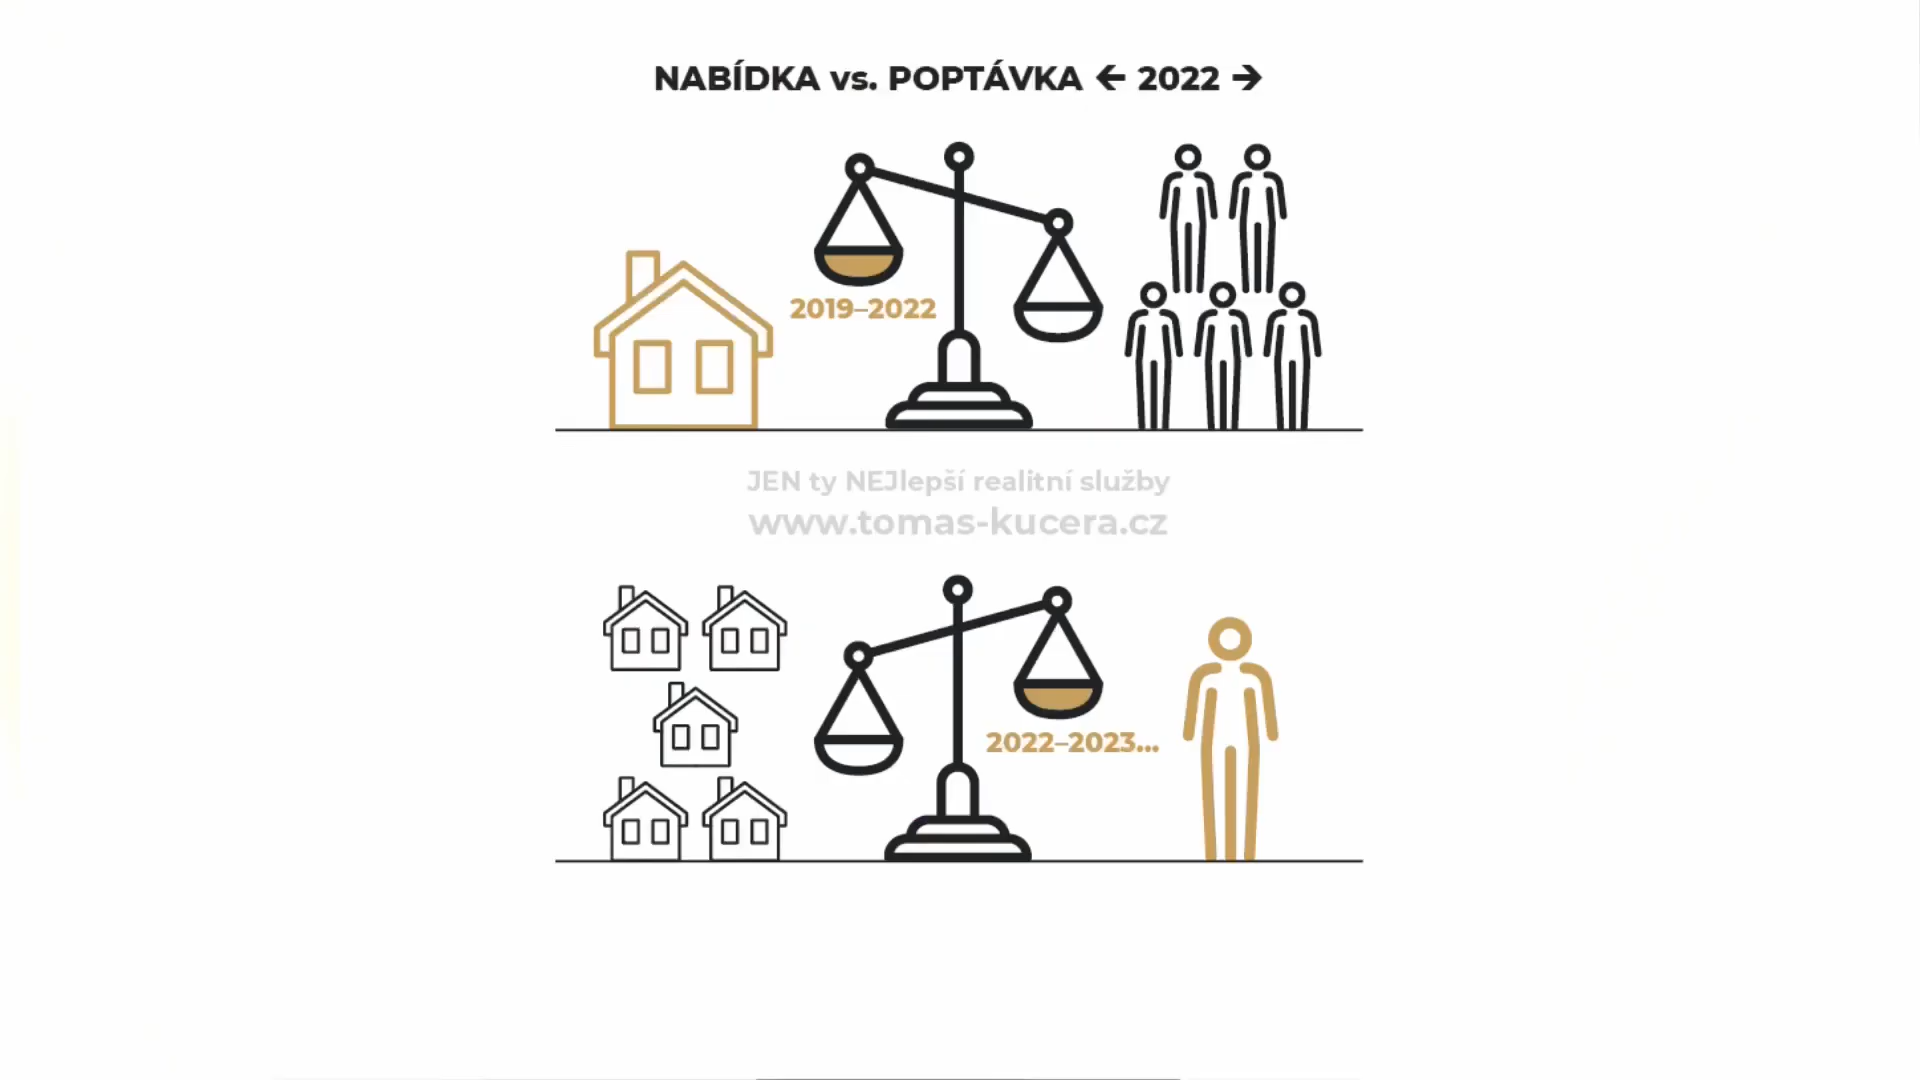 NABÍDKA vs. POPTÁVKA ← 2022 →
2019–2022
JEN ty NEJlepší realitní služby
www.tomas-kucera.cz
2022–2023...